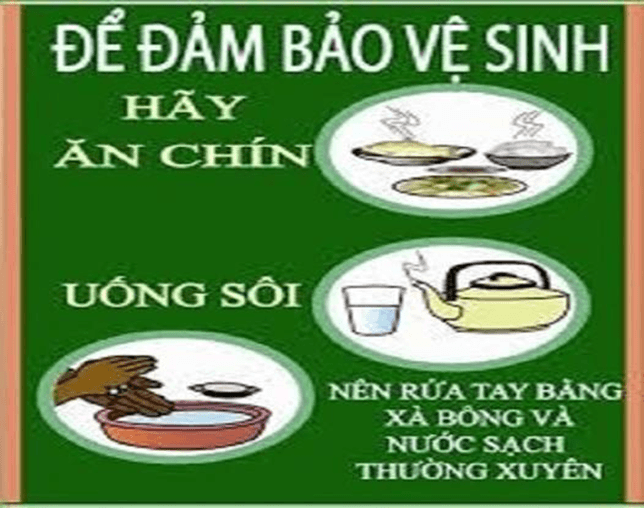 ĐỂ ĐẢM BẢO VỆ SINH
HÃY
ĂN CHÍN
UỐNG SÔI
NÊN RỬA TAY BẰNG
XÀ BÔNG VÀ
NƯỚC SẠCH
THƯỜNG XUYÊN